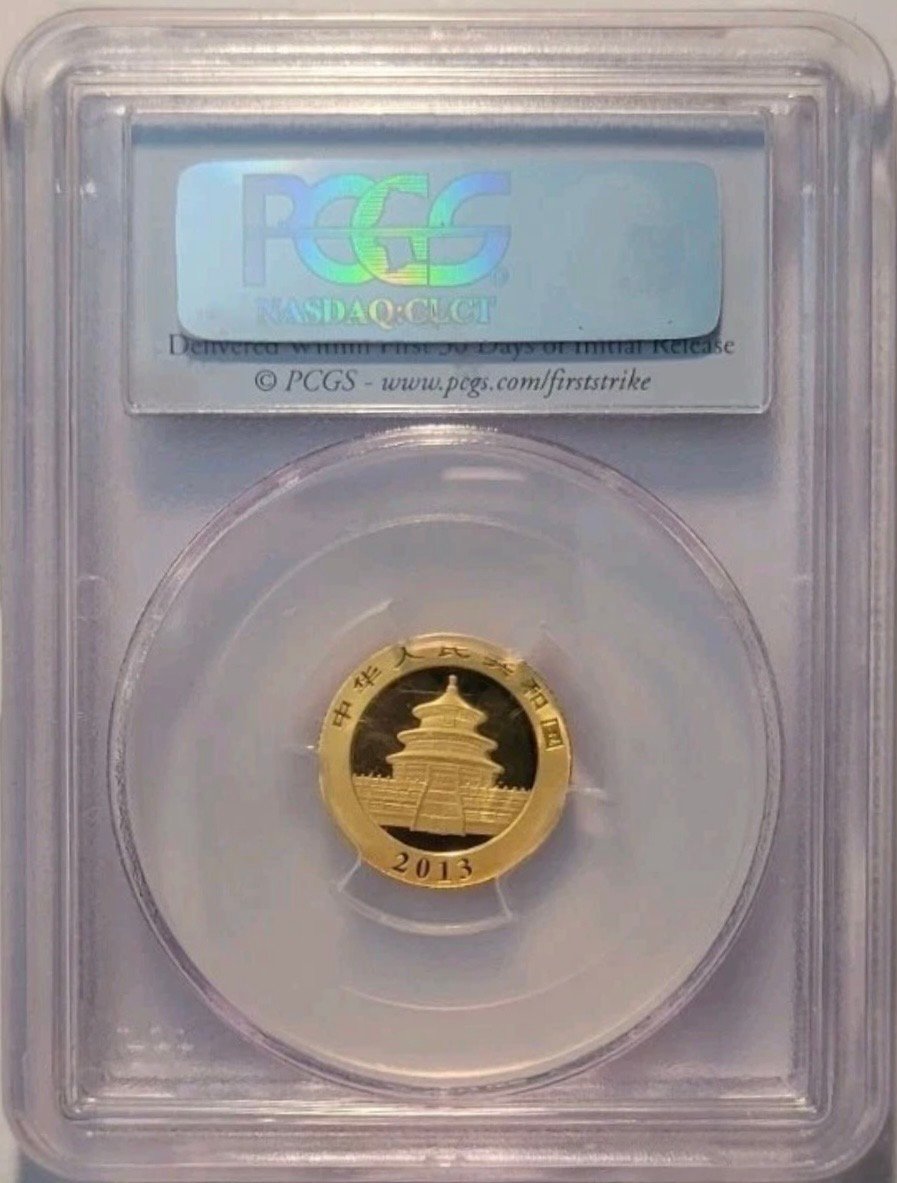 PCGS
NASDAQ:CLCT
Delivered Within First 30 Days of Initial Release
© PCGS - www.pcgs.com/firststrike
中华人民共和国
2013